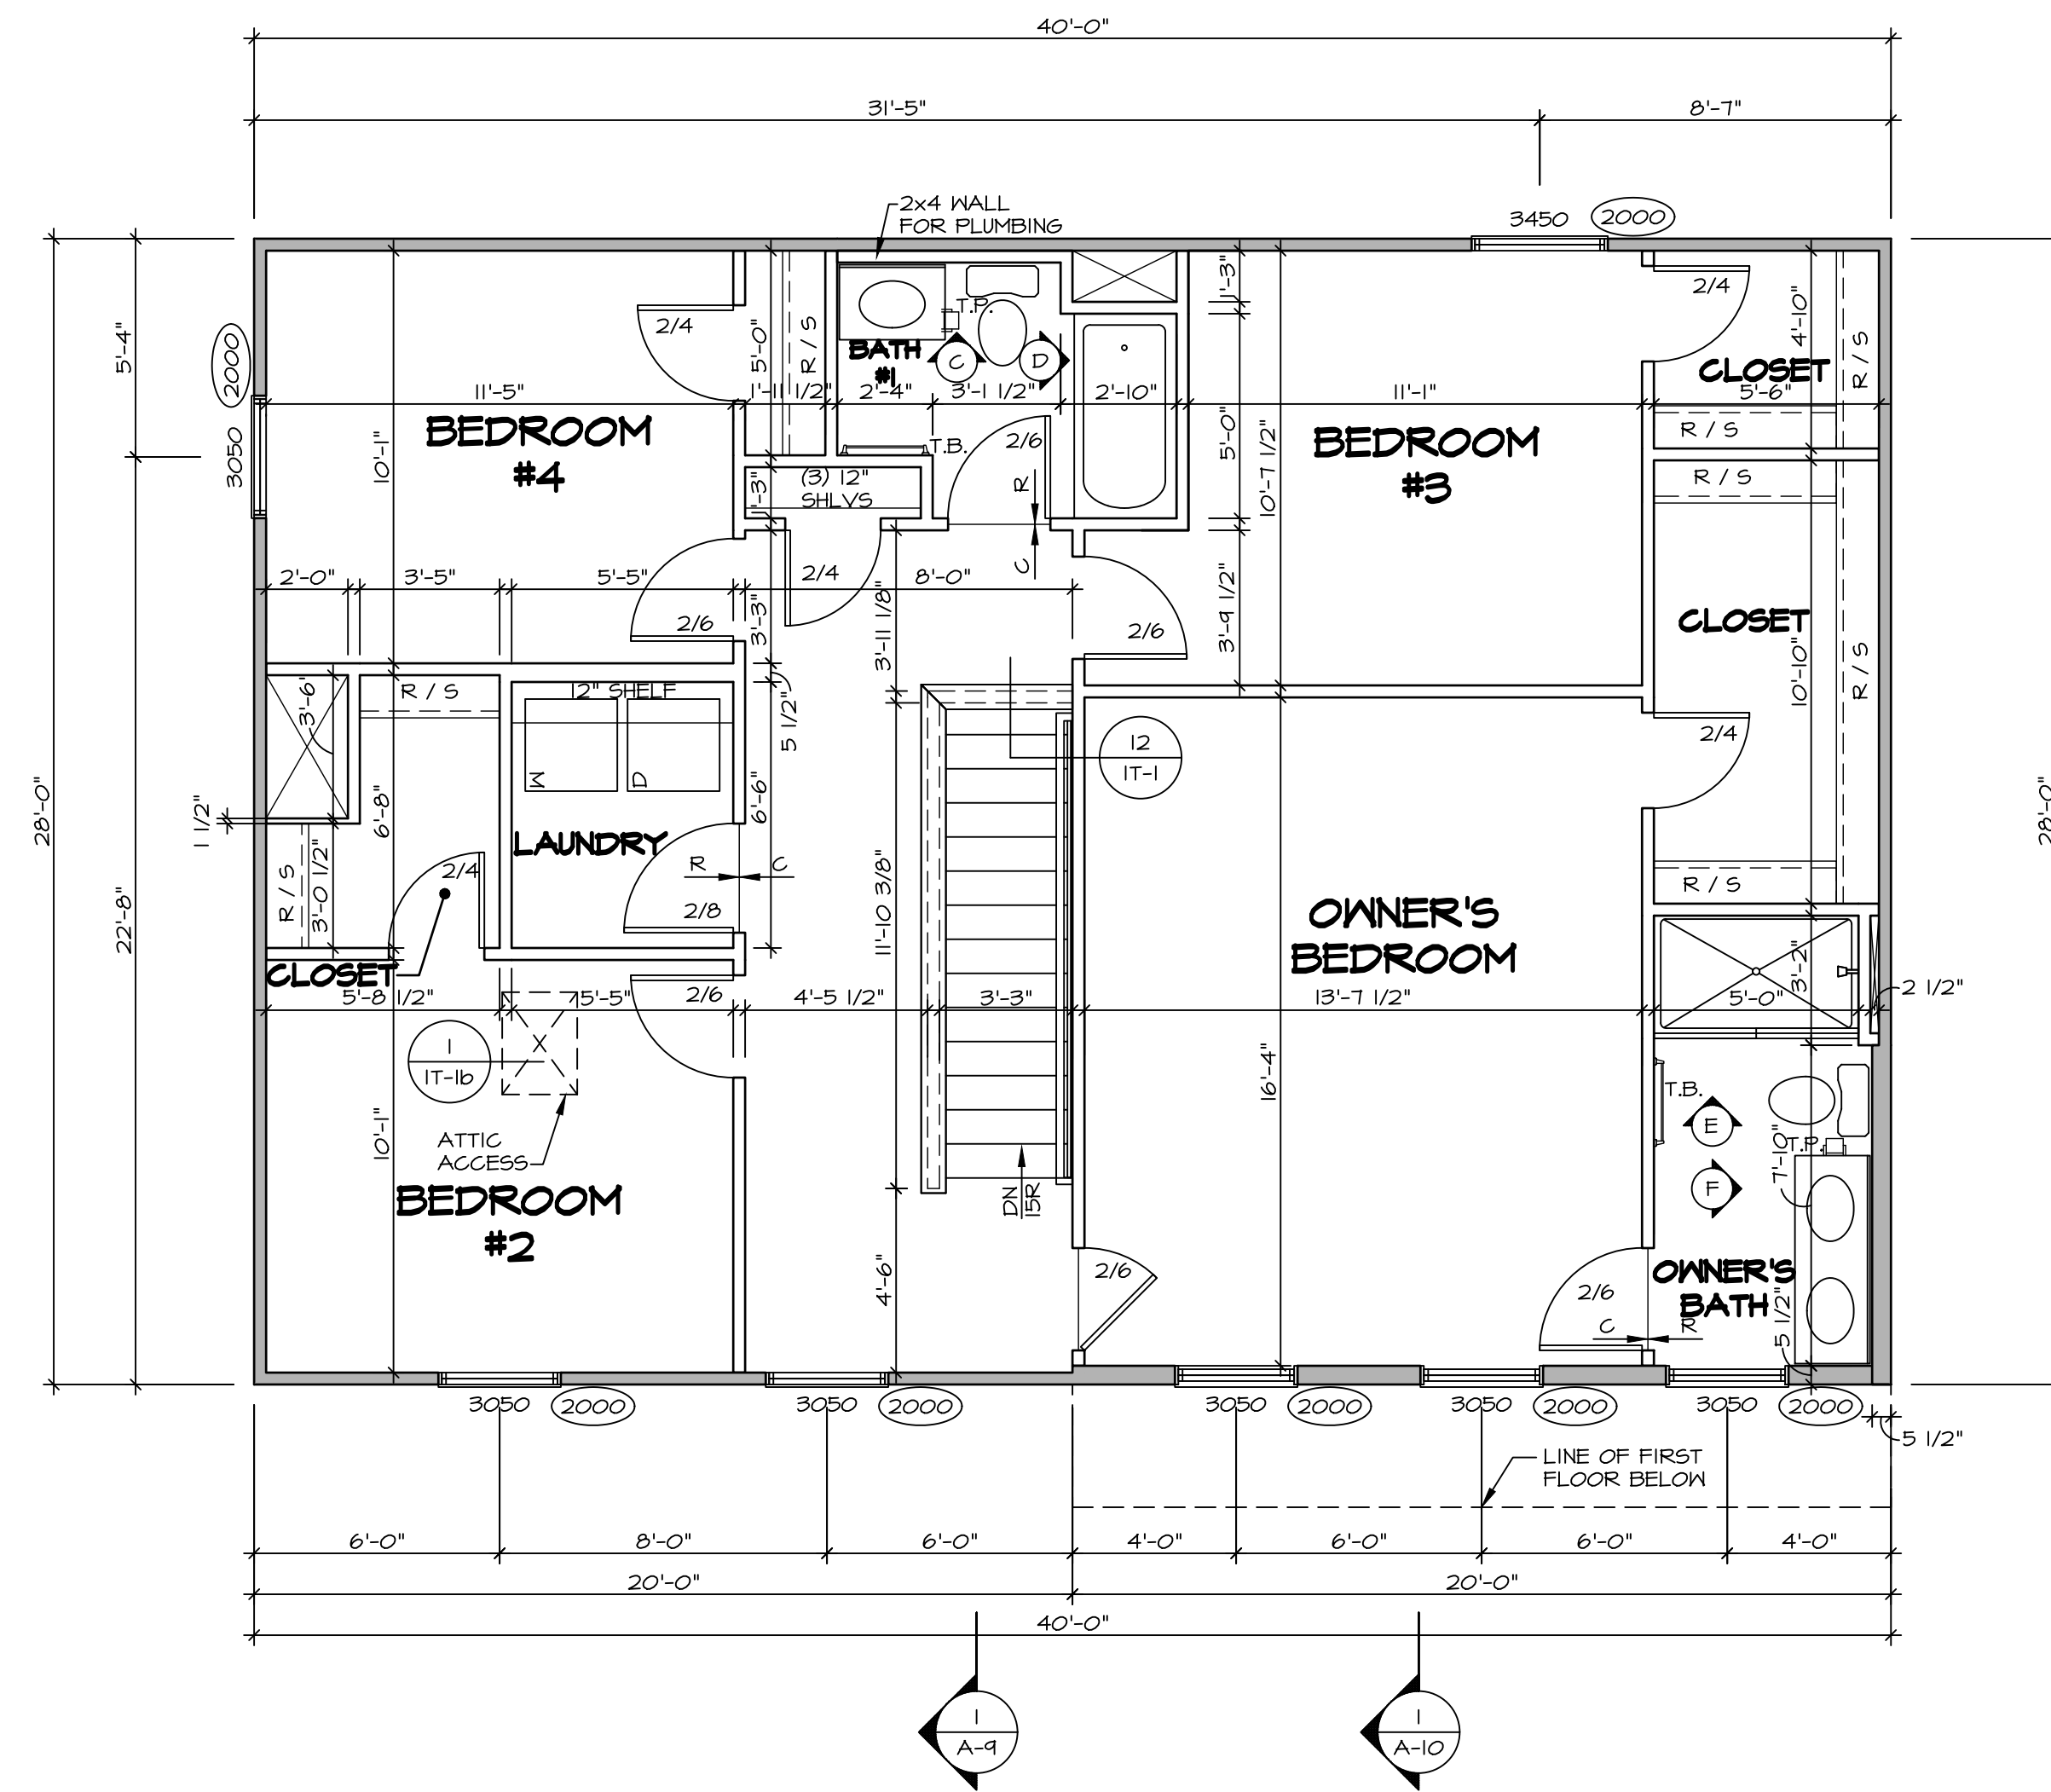 40'-0"
31'-5"
8'-7"
2x4 WALL
FOR PLUMBING
3450
2000
5'-4"
2000
3050
28'-0"
22'-8"
28'-0"
2/4
5'-0"
R / S
T.P.
BATH
#1
C
D
1'-3"
2/4
4'-10"
R / S
CLOSET
11'-5"
1'-11 1/2"
2'-4"
3'-1 1/2"
2'-10"
11'-1"
5'-6"
BEDROOM
#4
10'-1"
T.B.
2/6
5'-0"
10'-7 1/2"
BEDROOM
#3
R / S
R / S
(3) 12"
SHLVS
1'-3"
R
C
2'-0"
3'-5"
5'-5"
8'-0"
2/4
2/6
3'-3"
3'-11 1/8"
2/6
3'-9 1/2"
CLOSET
10'-10"
R / S
3'-6"
R / S
12" SHELF
5 1/2"
12
1T-1
2/4
W
D
1 1/2"
6'-8"
6'-6"
LAUNDRY
R
C
2/4
R / S
3'-0 1/2"
2/8
11'-10 3/8"
R / S
OWNER'S
BEDROOM
CLOSET
5'-8 1/2"
5'-5"
2/6
4'-5 1/2"
3'-3"
13'-7 1/2"
5'-0"
3'-2"
2 1/2"
1
1T-1b
10'-1"
ATTIC
ACCESS
16'-4"
T.B.
E
T.P.
7'-10"
F
BEDROOM
#2
DN
15R
4'-6"
2/6
2/6
OWNER'S
BATH
C
R
5 1/2"
3050
2000
3050
2000
3050
2000
3050
2000
3050
2000
5 1/2"
LINE OF FIRST
FLOOR BELOW
6'-0"
8'-0"
6'-0"
4'-0"
6'-0"
6'-0"
4'-0"
20'-0"
20'-0"
40'-0"
1
A-9
1
A-10